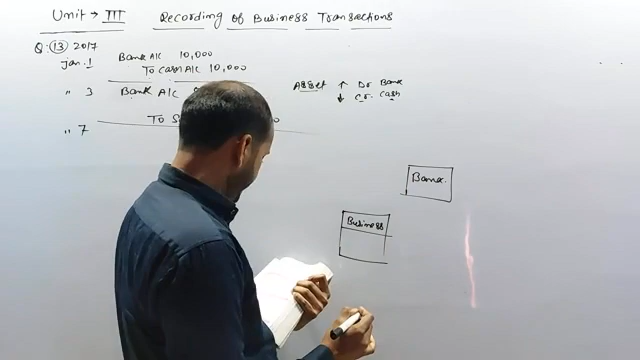 Unit → III Recording of Business Transactions
Q: 13 2017
Jan. 1 Bank A/c 10,000
To Cash A/c 10,000
Asset ↑ Dr Bank
↓ Cr. Cash
" 3 Bank A/c
To S
" 7
Bank.
Business